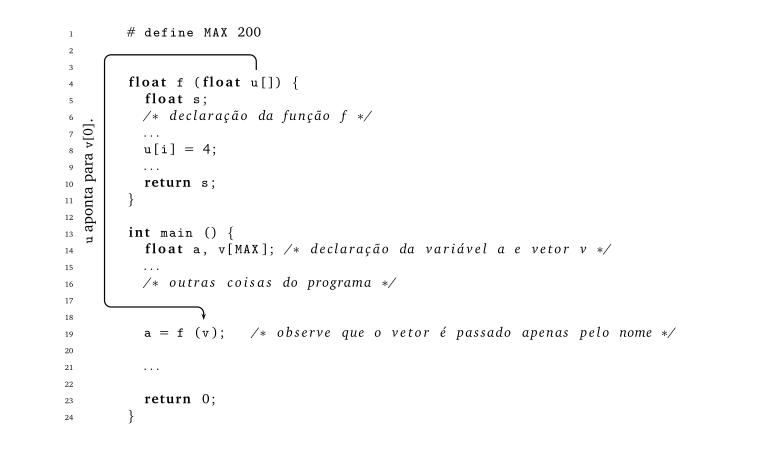 1 # define MAX 200
2
3
4 float f (float u[]) {
5 float s;
6 /* declaração da função f */
7 ...
8 u[i] = 4;
9 ...
10 return s;
11 }
12
13 int main () {
14 float a, v[MAX]; /* declaração da variável a e vetor v */
15 ...
16 /* outras coisas do programa */
17
18
19 a = f (v); /* observe que o vetor é passado apenas pelo nome */
20
21 ...
22
23 return 0;
24 }
u aponta para v[0].